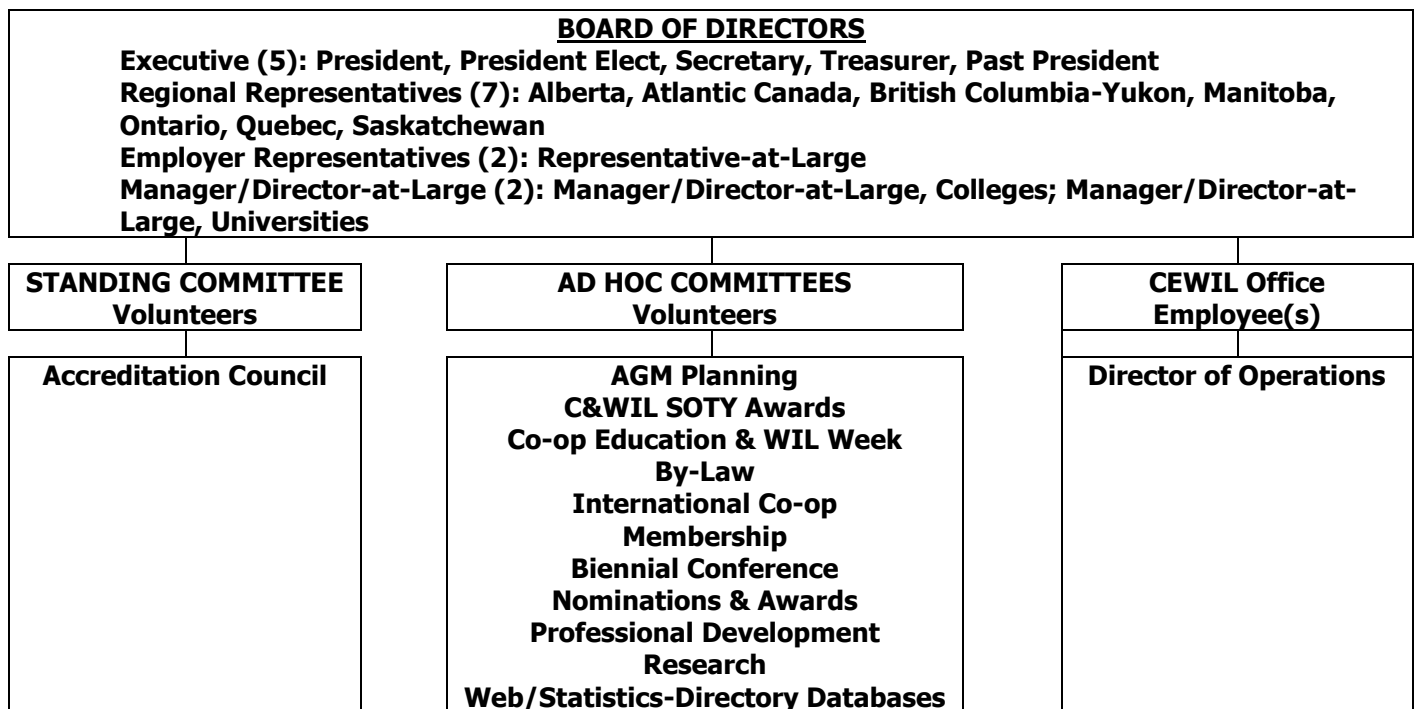 BOARD OF DIRECTORS
Executive (5): President, President Elect, Secretary, Treasurer, Past President
Regional Representatives (7): Alberta, Atlantic Canada, British Columbia-Yukon, Manitoba,
Ontario, Quebec, Saskatchewan
Employer Representatives (2): Representative-at-Large
Manager/Director-at-Large (2): Manager/Director-at-Large, Colleges; Manager/Director-at-
Large, Universities
STANDING COMMITTEE
Volunteers
AD HOC COMMITTEES
Volunteers
CEWIL Office
Employee(s)
Accreditation Council
AGM Planning
C&WIL SOTY Awards
Co-op Education & WIL Week
By-Law
International Co-op
Membership
Biennial Conference
Nominations & Awards
Professional Development
Research
Web/Statistics-Directory Databases
Director of Operations